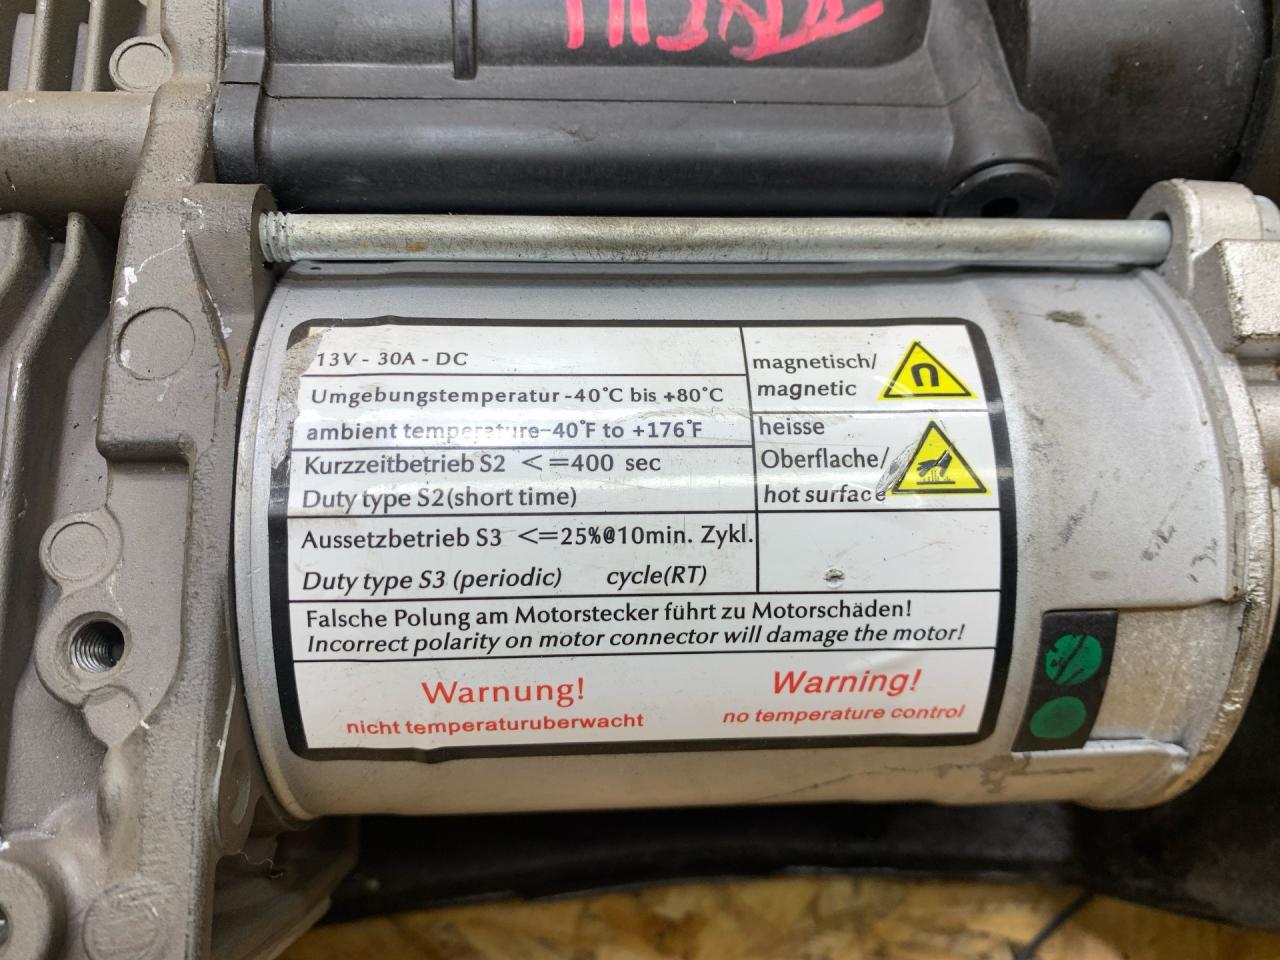 13V - 30A - DC
Umgebungstemperatur -40°C bis +80°C
ambient temperature-40°F to +176°F
Kurzzeitbetrieb S2 <=400 sec
Duty type S2(short time)
Aussetzbetrieb S3 <=25%@10min. Zykl.
Duty type S3 (periodic) cycle(RT)
magnetisch/
magnetic
heisse
Oberflache/
hot surface
Falsche Polung am Motorstecker führt zu Motorschäden!
Incorrect polarity on motor connector will damage the motor!
Warnung!
nicht temperaturuberwacht
Warning!
no temperature control